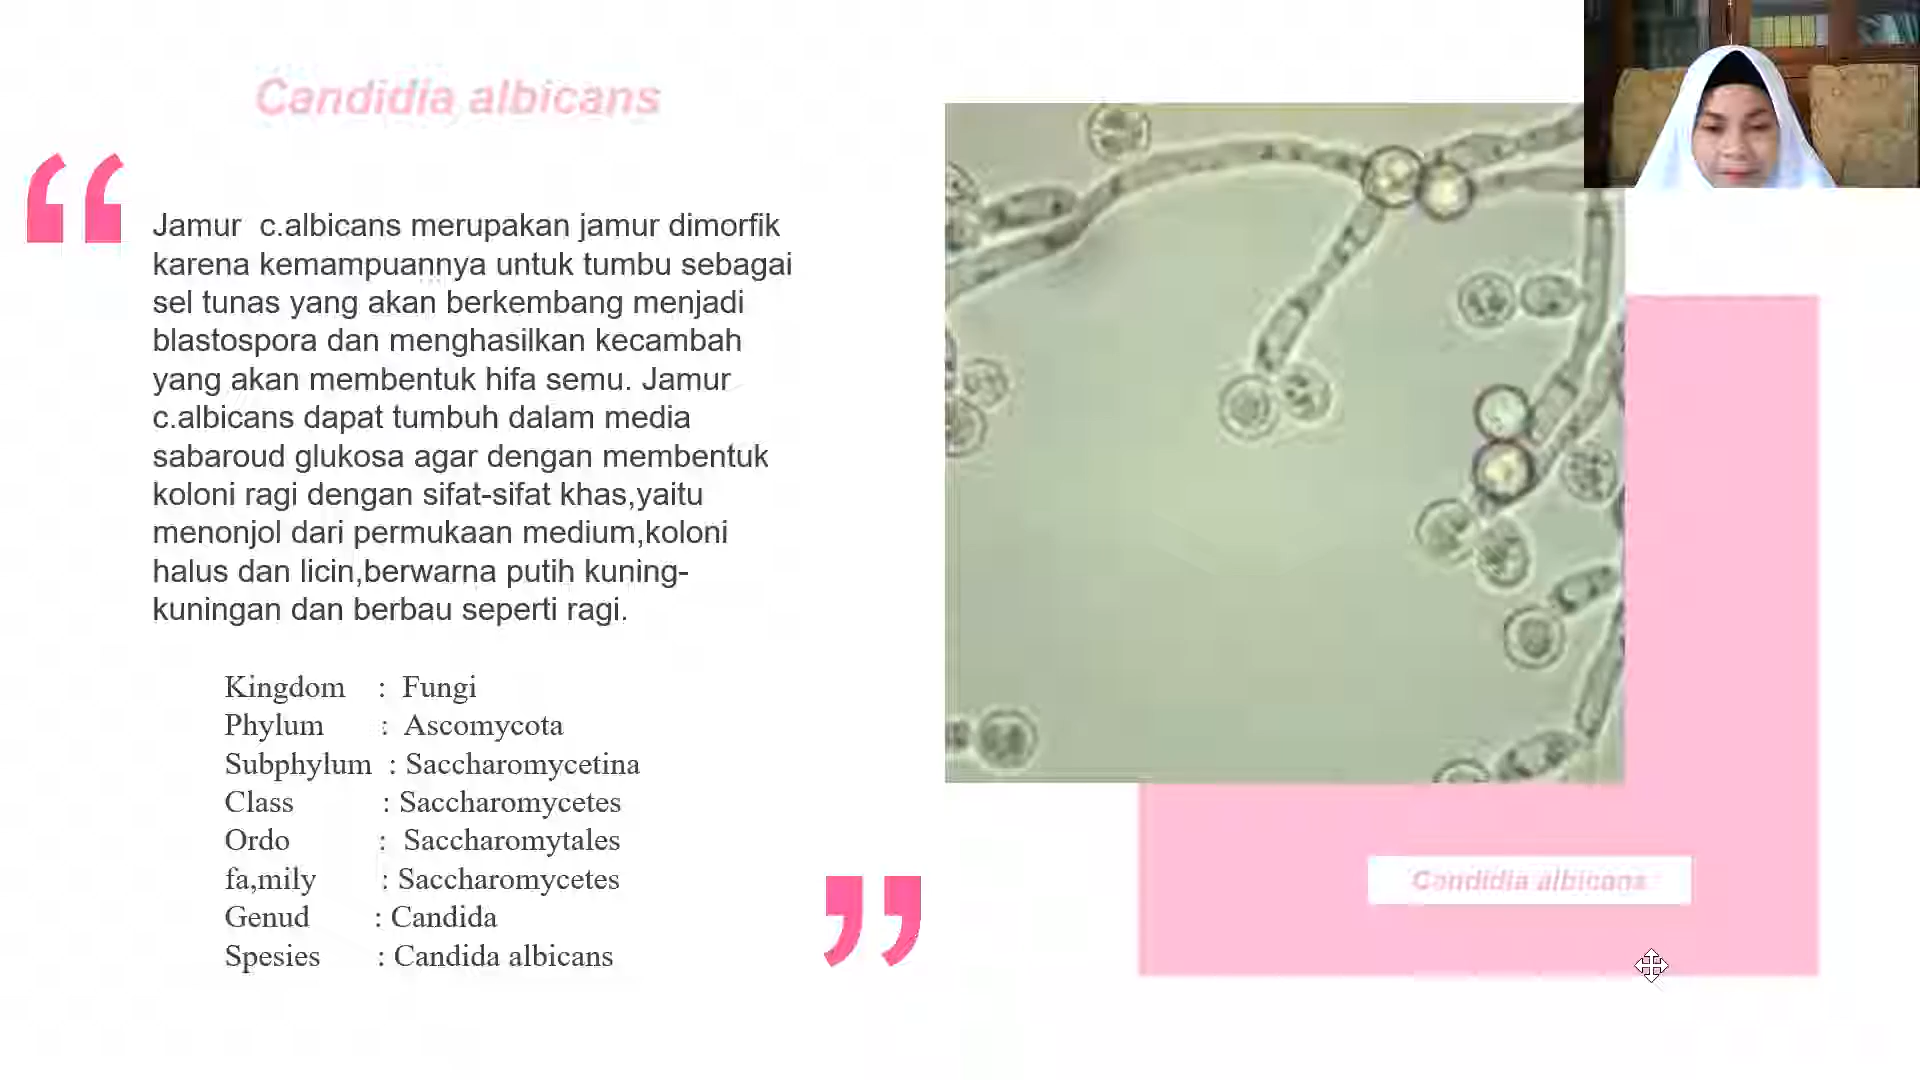 Candidia albicans
Jamur c.albicans merupakan jamur dimorfik
karena kemampuannya untuk tumbu sebagai
sel tunas yang akan berkembang menjadi
blastospora dan menghasilkan kecambah
yang akan membentuk hifa semu. Jamur
c.albicans dapat tumbuh dalam media
sabaroud glukosa agar dengan membentuk
koloni ragi dengan sifat-sifat khas,yaitu
menonjol dari permukaan medium,koloni
halus dan licin,berwarna putih kuning-
kuningan dan berbau seperti ragi.
Kingdom : Fungi
Phylum : Ascomycota
Subphylum : Saccharomycetina
Class : Saccharomycetes
Ordo : Saccharomytales
fa,mily : Saccharomycetes
Genud : Candida
Spesies : Candida albicans
Candidia albicans